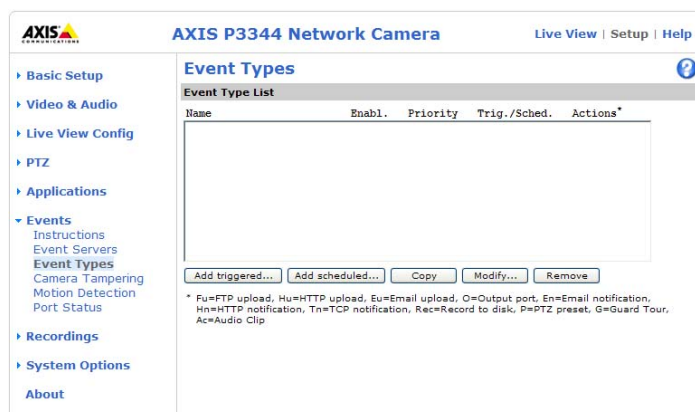 AXIS
COMMUNICATIONS
AXIS P3344 Network Camera
Live View | Setup | Help
Basic Setup
Video & Audio
Live View Config
PTZ
Applications
Events
Instructions
Event Servers
Event Types
Camera Tampering
Motion Detection
Port Status
Recordings
System Options
About
Event Types
?
Event Type List
Name Enabl. Priority Trig./Sched. Actions*
Add triggered... Add scheduled... Copy Modify... Remove
* Fu=FTP upload, Hu=HTTP upload, Eu=Email upload, O=Output port, En=Email notification,
Hn=HTTP notification, Tn=TCP notification, Rec=Record to disk, P=PTZ preset, G=Guard Tour,
Ac=Audio Clip